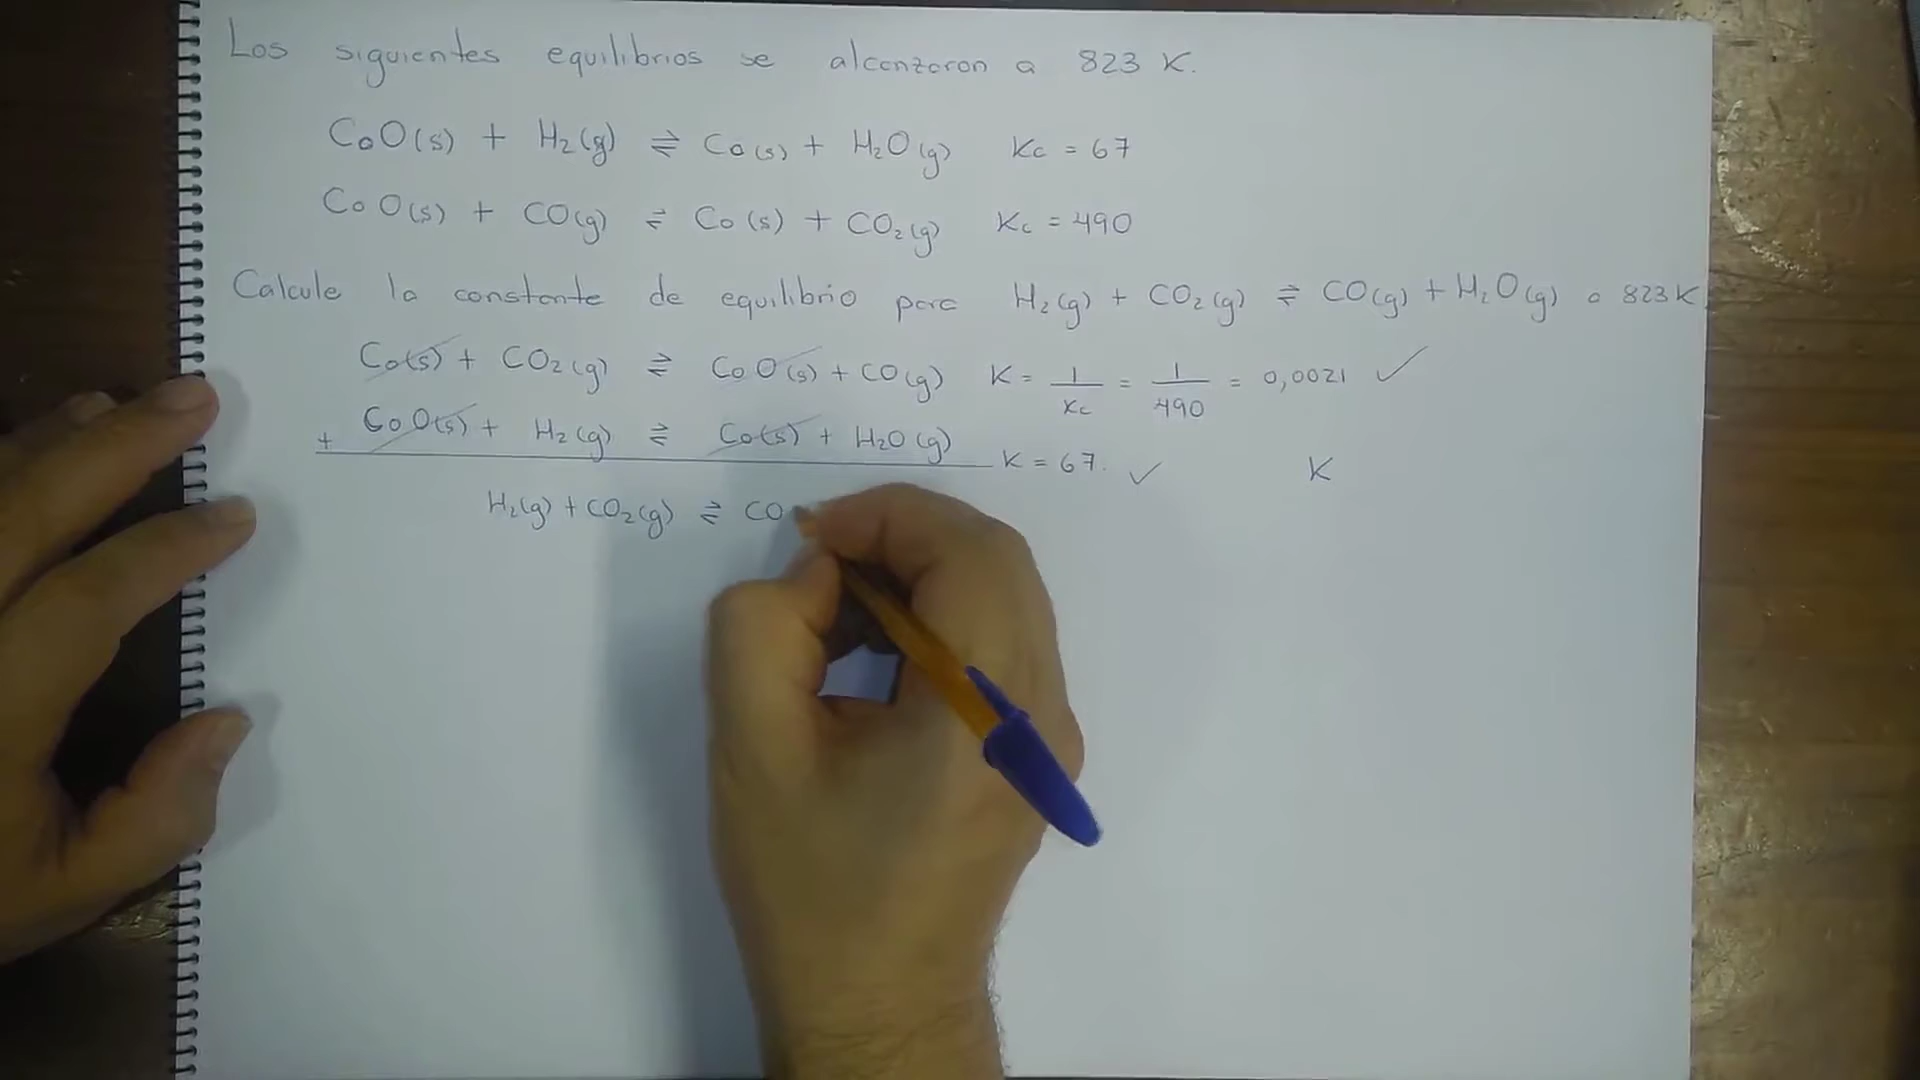 Los siguientes equilibrios se alcanzaron a 823 K.
CoO(s) + H₂(g) ⇌ Co(s) + H₂O(g) Kc = 67
CoO(s) + CO(g) ⇌ Co(s) + CO₂(g) Kc = 490
Calcule la constante de equilibrio para H₂(g) + CO₂(g) ⇌ CO(g) + H₂O(g) a 823 K
Co(s) + CO₂(g) ⇌ CoO(s) + CO(g) K = 1/Kc = 1/490 = 0,0021 ✓
+ CoO(s) + H₂(g) ⇌ Co(s) + H₂O(g) K = 67. ✓ K
H₂(g) + CO₂(g) ⇌ CO